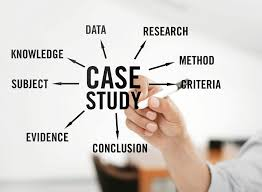 DATA
RESEARCH
KNOWLEDGE
METHOD
SUBJECT
CASE
STUDY
CRITERIA
EVIDENCE
CONCLUSION